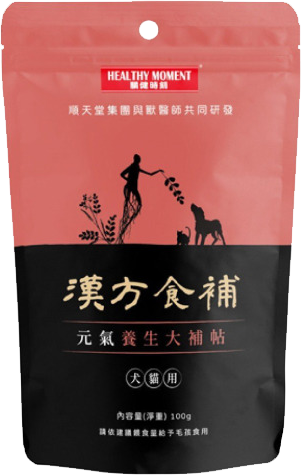 HEALTHY MOMENT
關健時刻
順天堂集團與獸醫師共同研發
漢方食補
元氣養生大補帖
犬貓用
內容量(淨重) 100g
請依建議餵食量給予毛孩食用